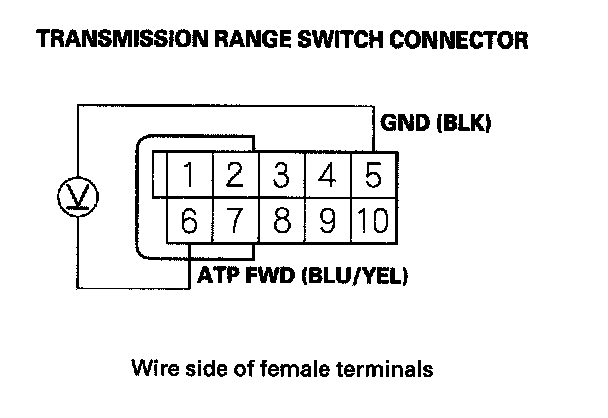 TRANSMISSION RANGE SWITCH CONNECTOR
GND (BLK)
1 2 3 4 5
6 7 8 9 10
V
ATP FWD (BLU/YEL)
Wire side of female terminals